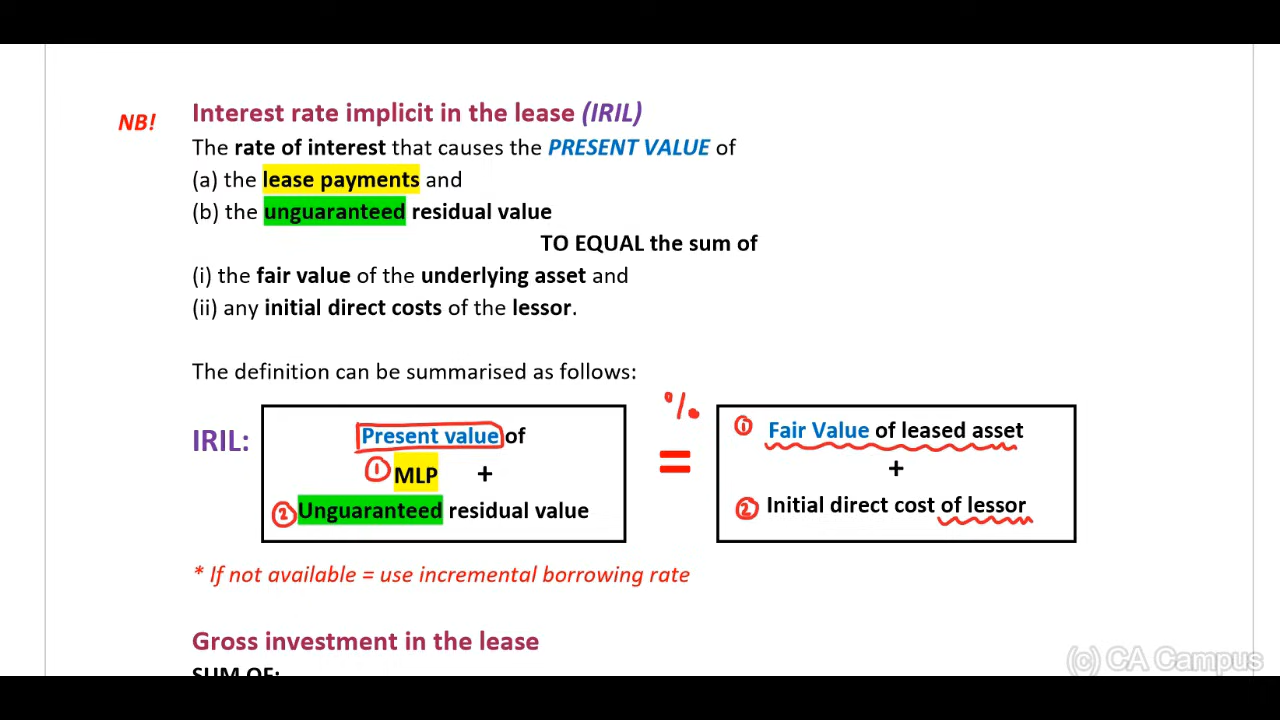 NB!
Interest rate implicit in the lease (IRIL)
The rate of interest that causes the PRESENT VALUE of
(a) the lease payments and
(b) the unguaranteed residual value
TO EQUAL the sum of
(i) the fair value of the underlying asset and
(ii) any initial direct costs of the lessor.
The definition can be summarised as follows:
%
IRIL:
Present value of
① MLP +
② Unguaranteed residual value
=
① Fair Value of leased asset
+
② Initial direct cost of lessor
* If not available = use incremental borrowing rate
Gross investment in the lease
SUM OF:
(c) CA Campus